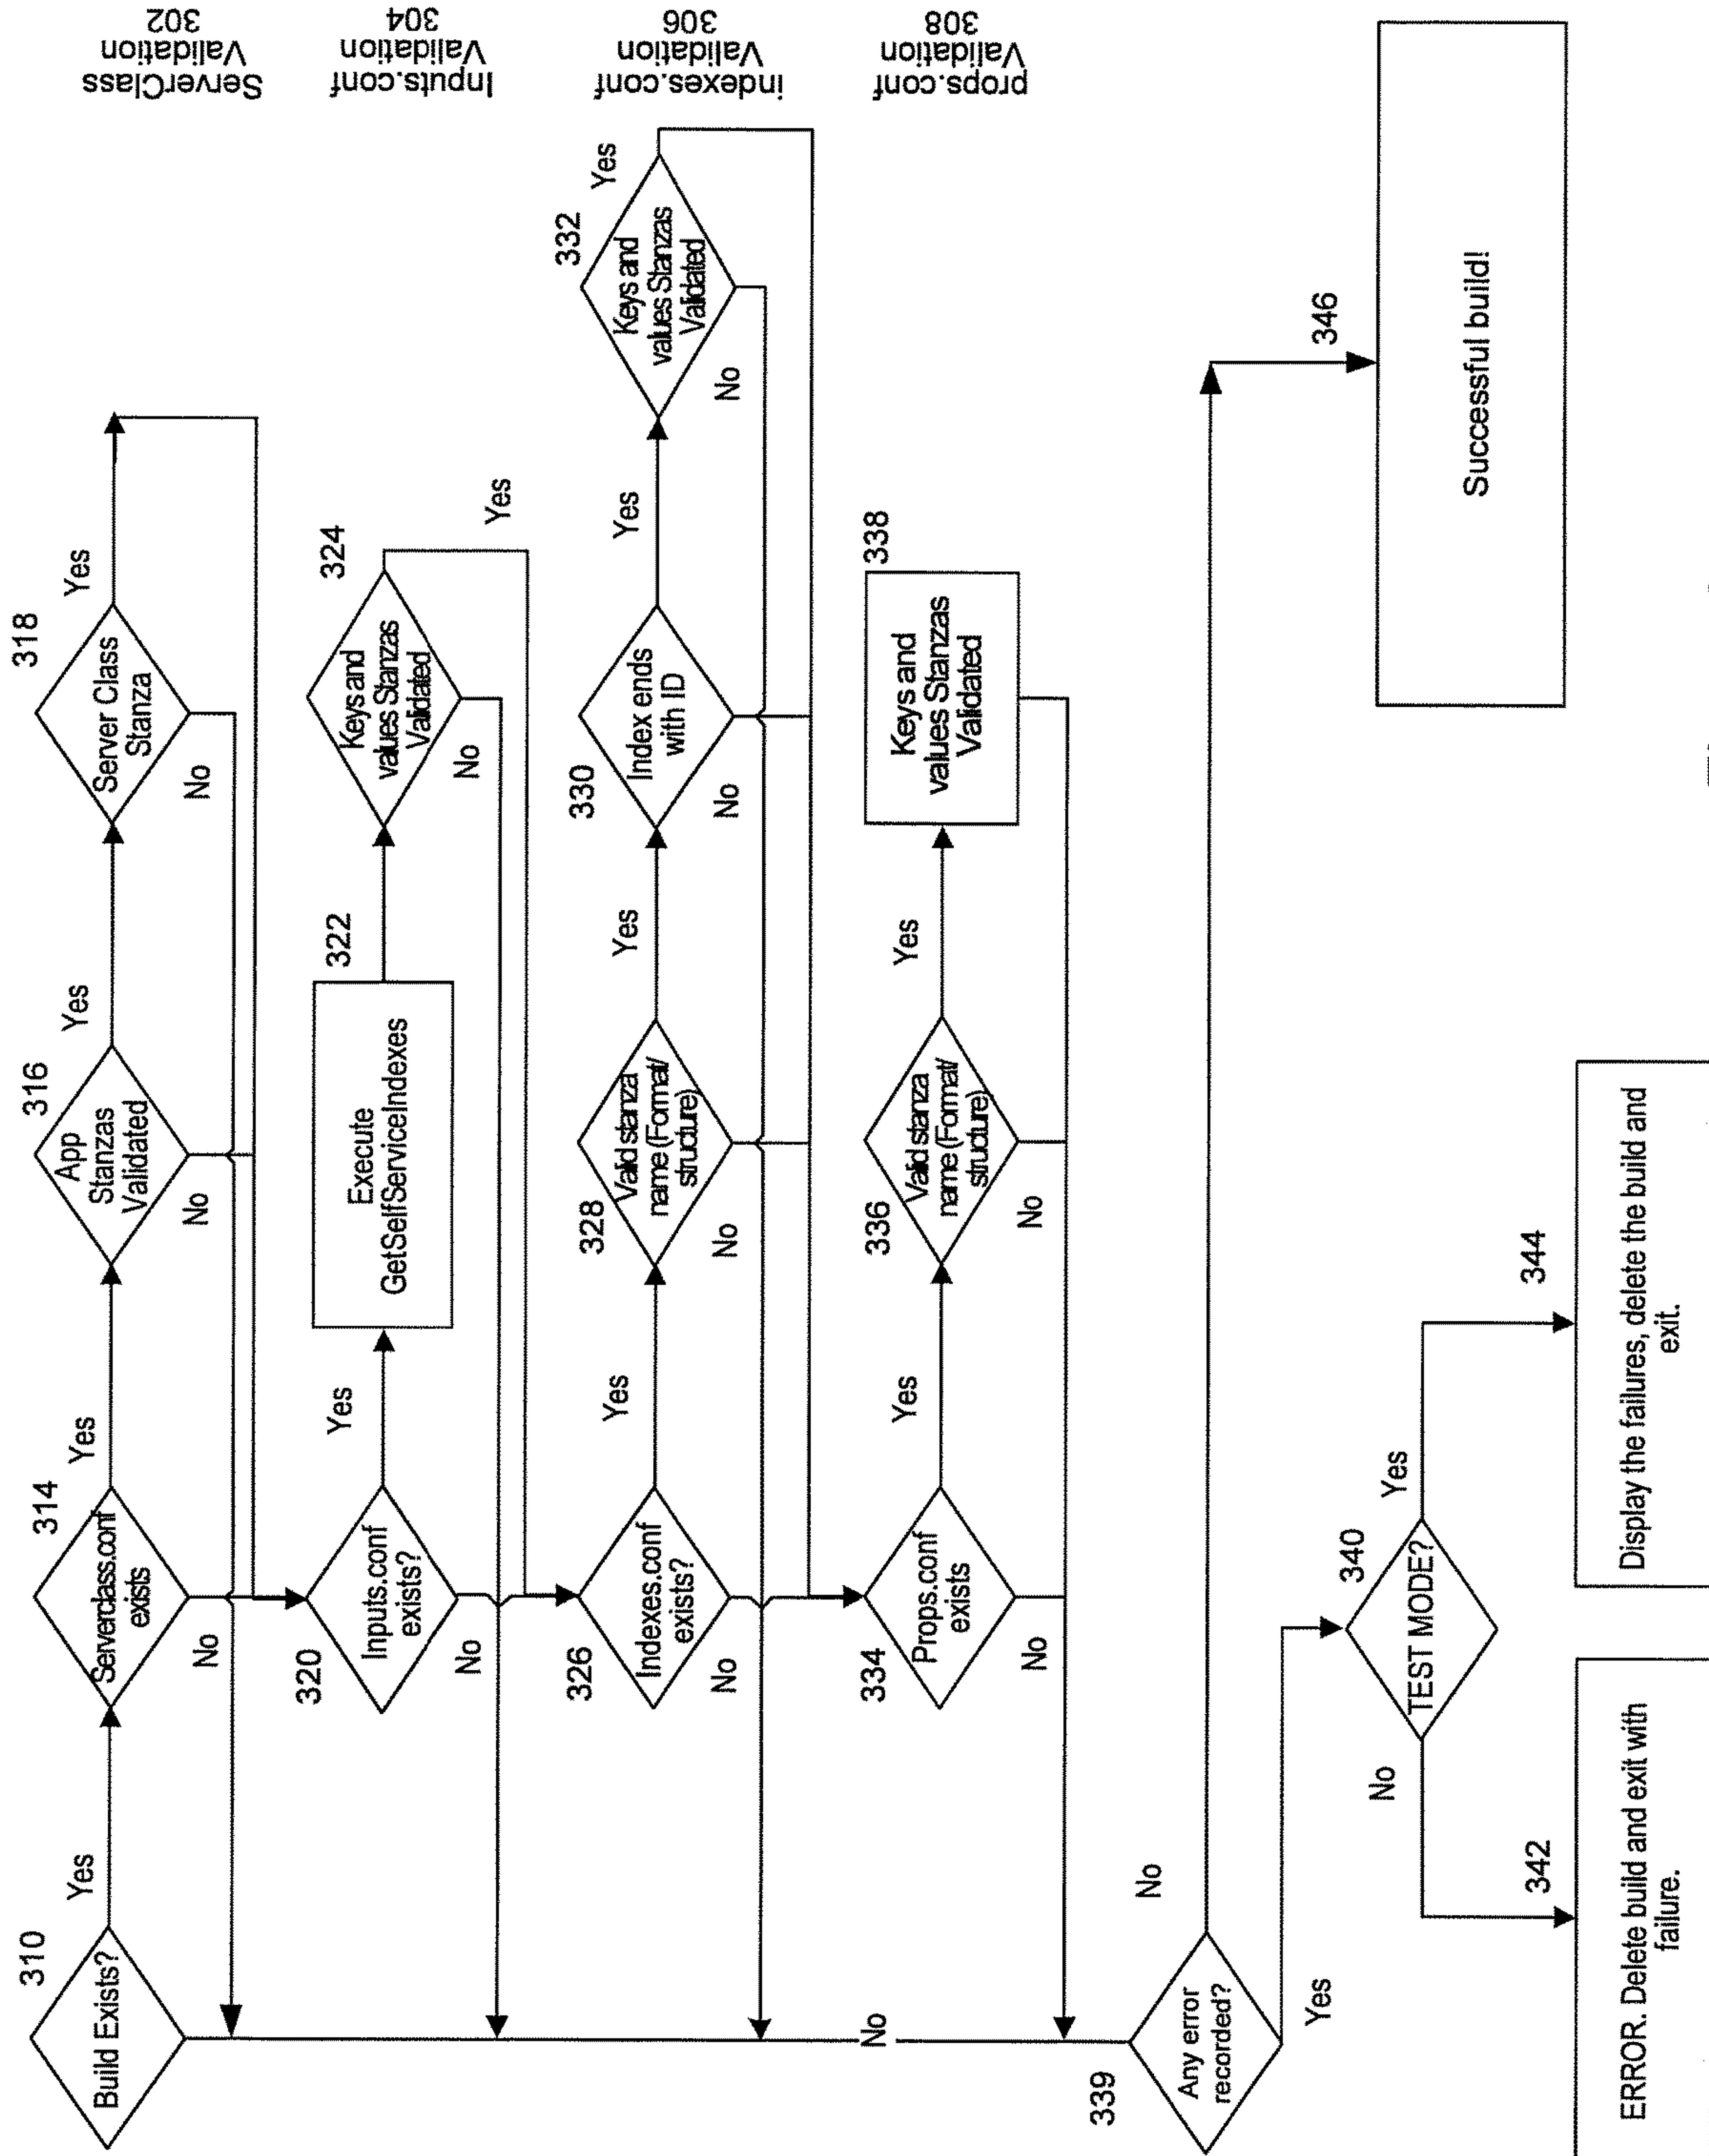 ServerClass
Validation
302
310
Build Exists?
Yes
314
Serverclass.conf
exists
Yes
No
316
App
Stanzas
Validated
Yes
No
318
Server Class
Stanza
Yes
No
Inputs.conf
Validation
304
320
Inputs.conf
exists?
Yes
No
Execute
GetSelfServiceIndexes
322
Keys and
values Stanzas
Validated
324
Yes
No
indexes.conf
Validation
306
326
Indexes.conf
exists?
Yes
No
328
Valid stanza
name (Format/
structure)
Yes
No
330
Index ends
with ID
Yes
No
332
Keys and
values Stanzas
Validated
Yes
No
props.conf
Validation
308
334
Props.conf
exists
Yes
No
336
Valid stanza
name (Format/
structure)
Yes
No
Keys and
values Stanzas
Validated
338
No
339
Any error
recorded?
No
Yes
340
TEST MODE?
No
Yes
342
ERROR. Delete build and exit with
failure.
344
Display the failures, delete the build and
exit.
346
Successful build!